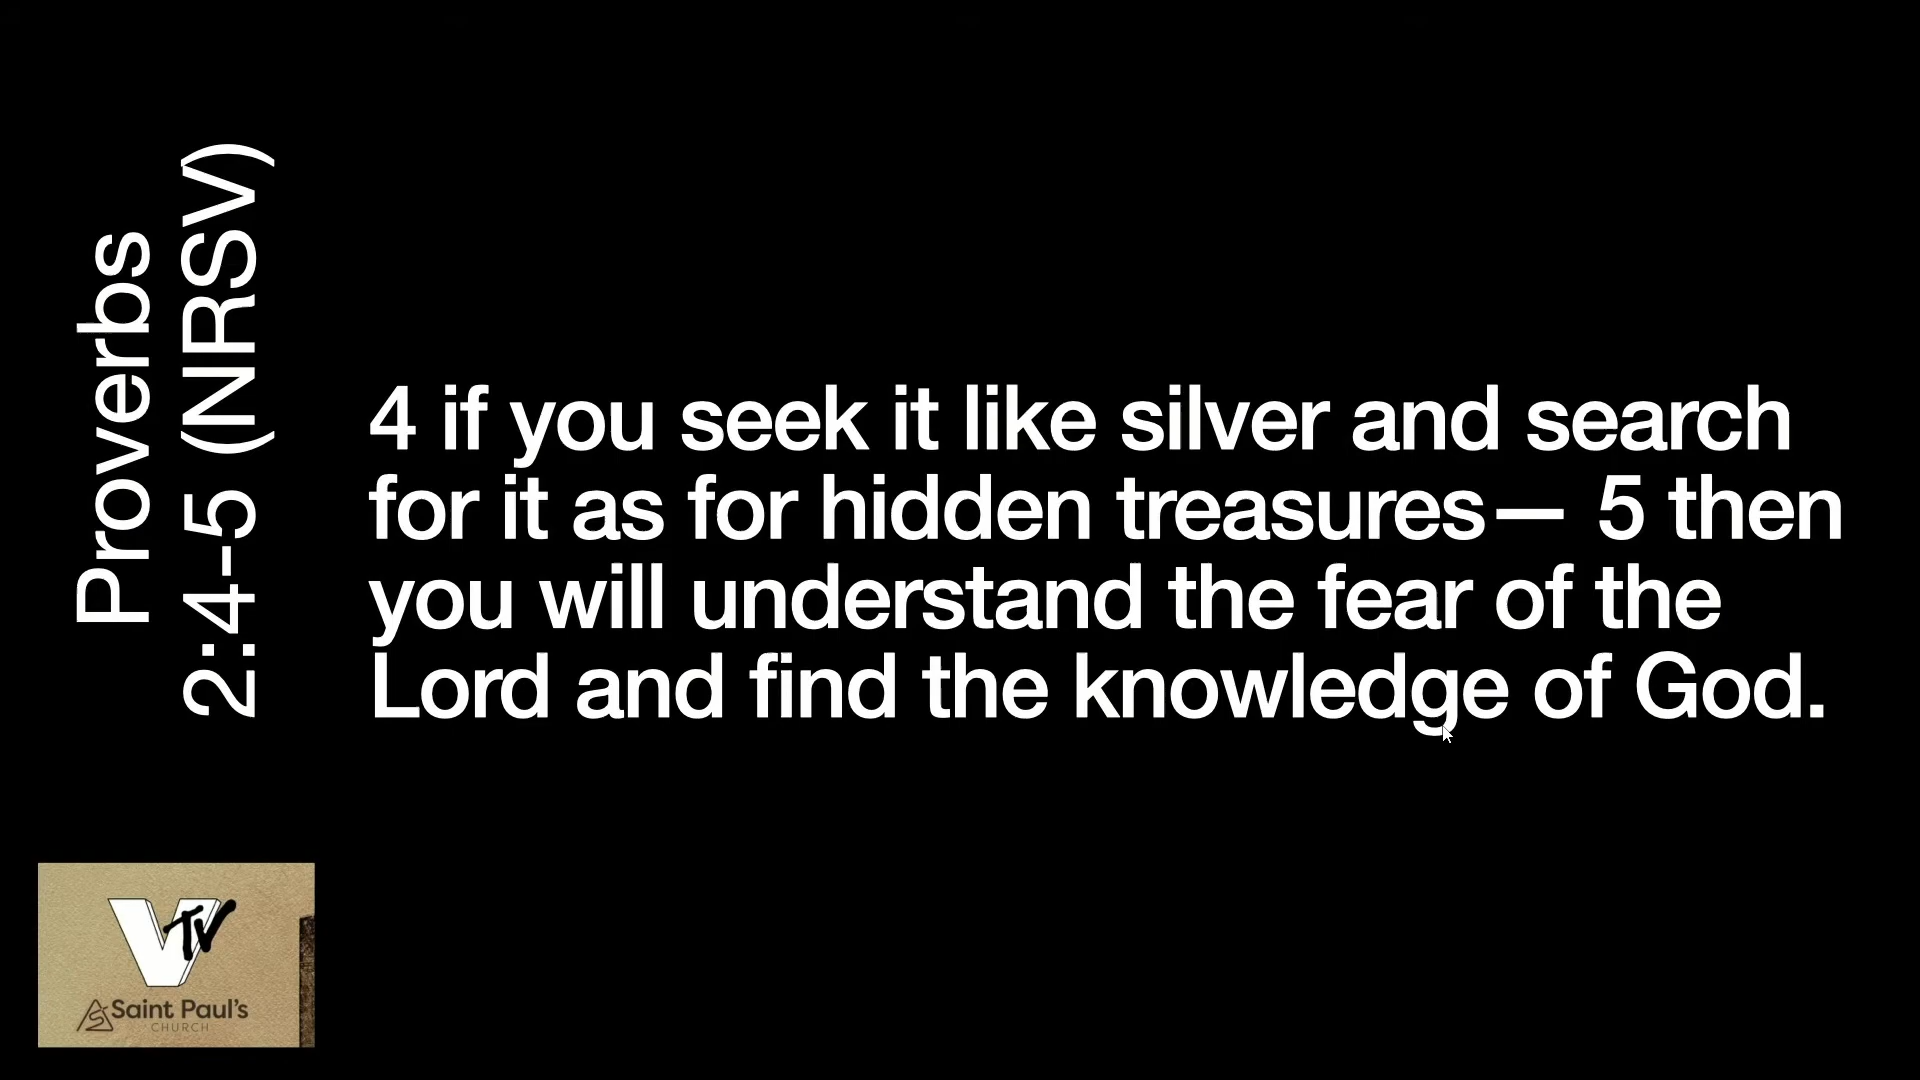 Proverbs
2:4-5 (NRSV)
4 if you seek it like silver and search
for it as for hidden treasures— 5 then
you will understand the fear of the
Lord and find the knowledge of God.
VTV
Saint Paul's
CHURCH